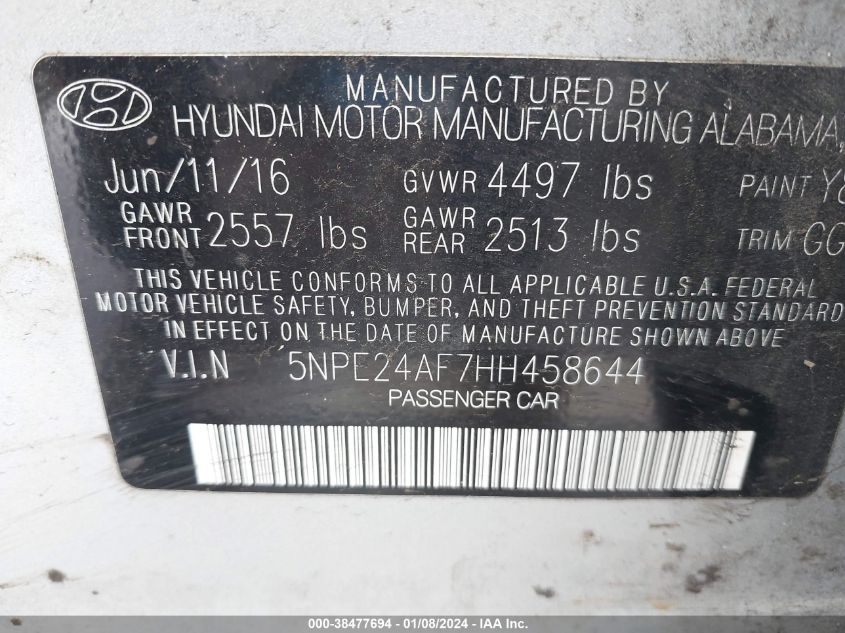 MANUFACTURED BY
HYUNDAI MOTOR MANUFACTURING ALABAMA,
Jun/11/16 GVWR 4497 lbs PAINT
GAWR FRONT 2557 lbs GAWR REAR 2513 lbs TRIM GG
THIS VEHICLE CONFORMS TO ALL APPLICABLE U.S.A. FEDERAL
MOTOR VEHICLE SAFETY, BUMPER, AND THEFT PREVENTION STANDARD
IN EFFECT ON THE DATE OF MANUFACTURE SHOWN ABOVE
V.I.N 5NPE24AF7HH458644
PASSENGER CAR
000-38477694 - 01/08/2024 - IAA Inc.